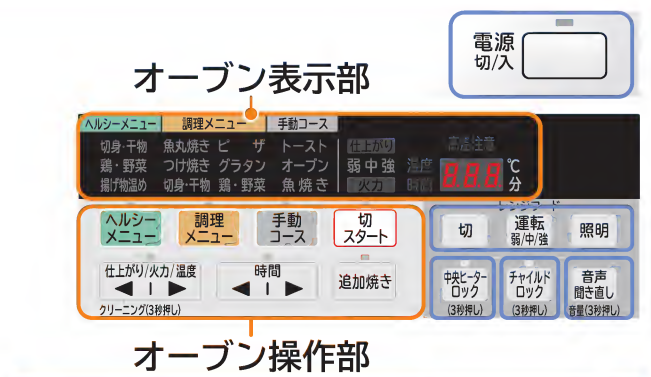 電源
切/入
オーブン表示部
ヘルシーメニュー 調理メニュー 手動コース
切身・干物 魚丸焼き ピザ トースト 仕上がり 高温注意
鶏・野菜 つけ焼き グラタン オーブン 弱 中 強 温度 888 ℃
揚げ物温め 切身・干物 鶏・野菜 魚焼き 火力 時間 分
レンジフード
ヘルシー
メニュー
調理
メニュー
手動
コース
切
スタート
切
運転
弱/中/強
照明
仕上がり/火力/温度
◀ | ▶
時間
◀ | ▶
追加焼き
クリーニング(3秒押し)
中央ヒーター
ロック
(3秒押し)
チャイルド
ロック
(3秒押し)
音声
聞き直し
音量(3秒押し)
オーブン操作部